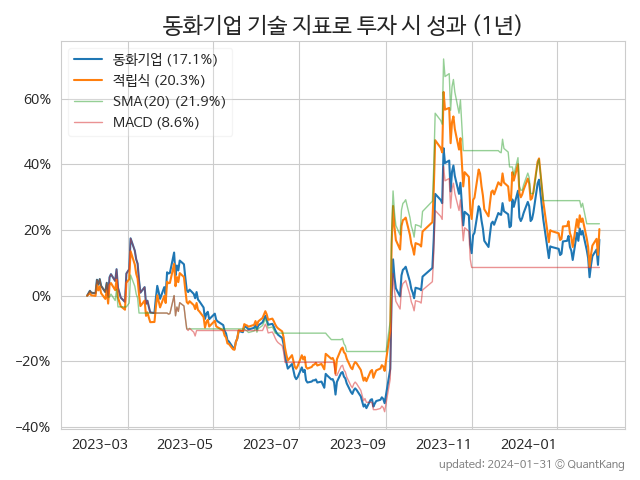 동화기업 기술 지표로 투자 시 성과 (1년)
동화기업 (17.1%)
적립식 (20.3%)
SMA(20) (21.9%)
MACD (8.6%)
60%
40%
20%
0%
−20%
−40%
2023-03 2023-05 2023-07 2023-09 2023-11 2024-01
updated: 2024-01-31 © QuantKang